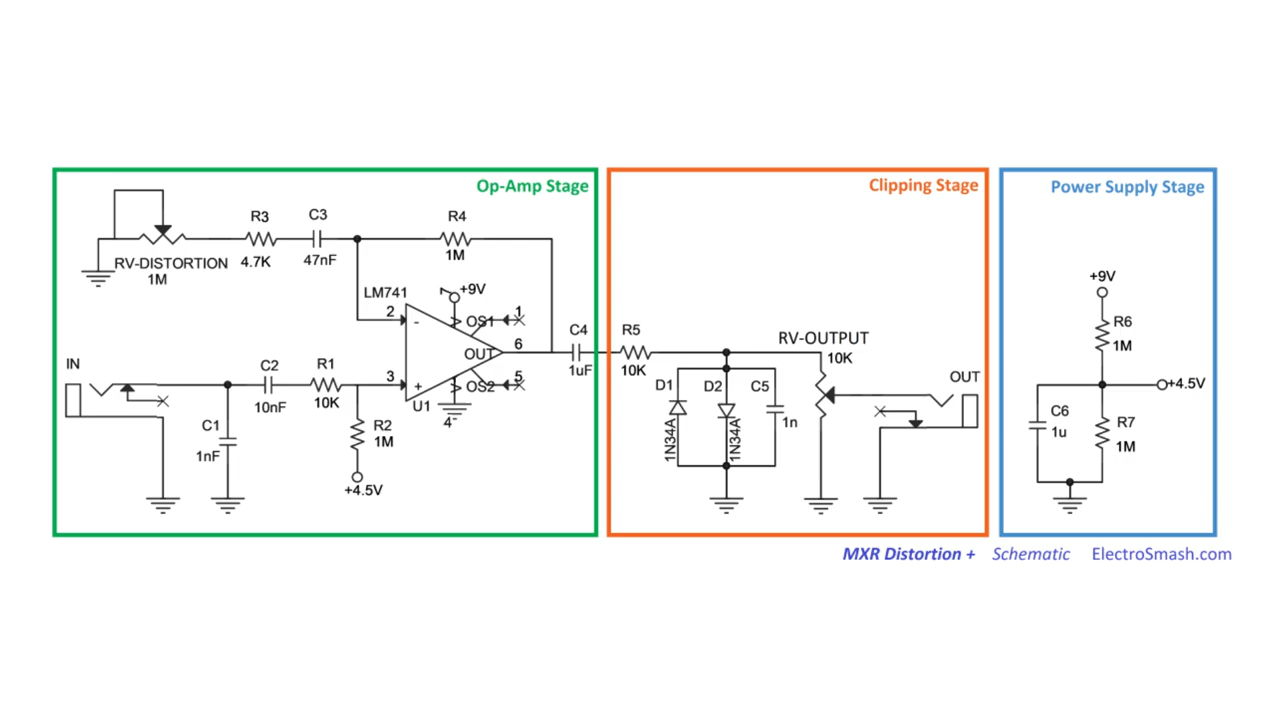 Op-Amp Stage
Clipping Stage
Power Supply Stage
R3
C3
R4
RV-DISTORTION
4.7K
47nF
1M
1M
LM741
7
+9V
2
-
OS1
1
OUT
6
C4
1uF
R5
10K
RV-OUTPUT
10K
+9V
R6
1M
IN
C2
10nF
R1
10K
3
+
OS2
5
U1
4
D1
D2
C5
1N34A
1N34A
1n
OUT
+4.5V
C1
1nF
R2
1M
+4.5V
C6
1u
R7
1M
MXR Distortion + Schematic ElectroSmash.com